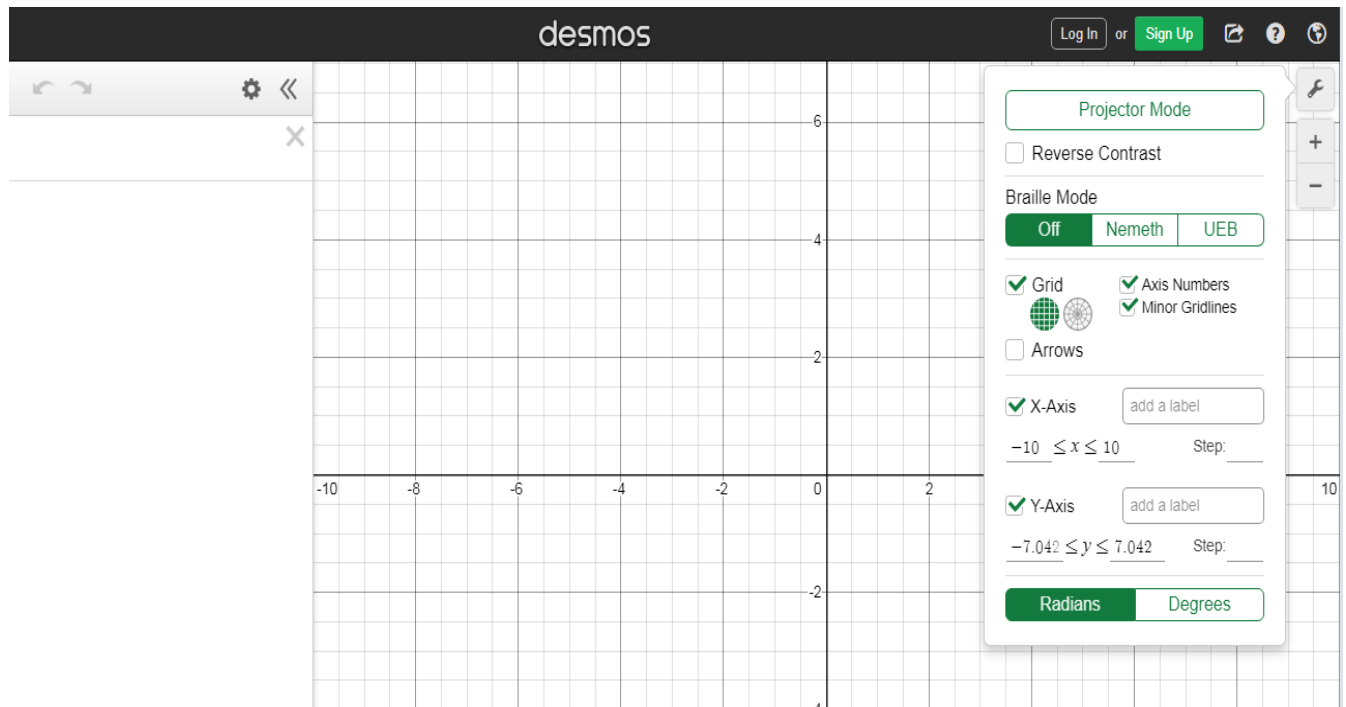 desmos
Log In or Sign Up
Projector Mode
Reverse Contrast
Braille Mode
Off Nemeth UEB
Grid Axis Numbers
Minor Gridlines
Arrows
X-Axis add a label
−10 ≤ x ≤ 10 Step:
Y-Axis add a label
−7.042 ≤ y ≤ 7.042 Step:
Radians Degrees
6
4
2
-10 -8 -6 -4 -2 0 2 10
-2